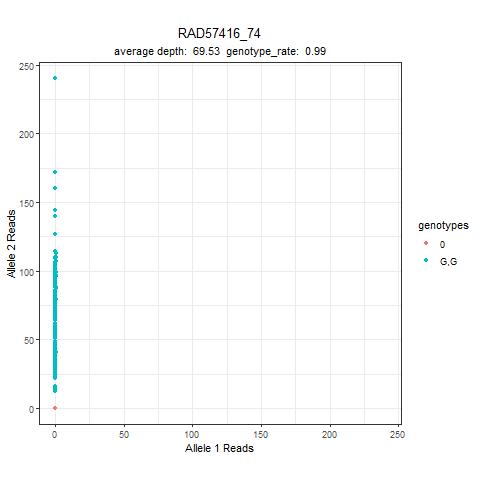 RAD57416_74
average depth:  69.53  genotype_rate:  0.99
250
200
150
100
50
0
Allele 2 Reads
0 50 100 150 200 250
Allele 1 Reads
genotypes
0
G,G